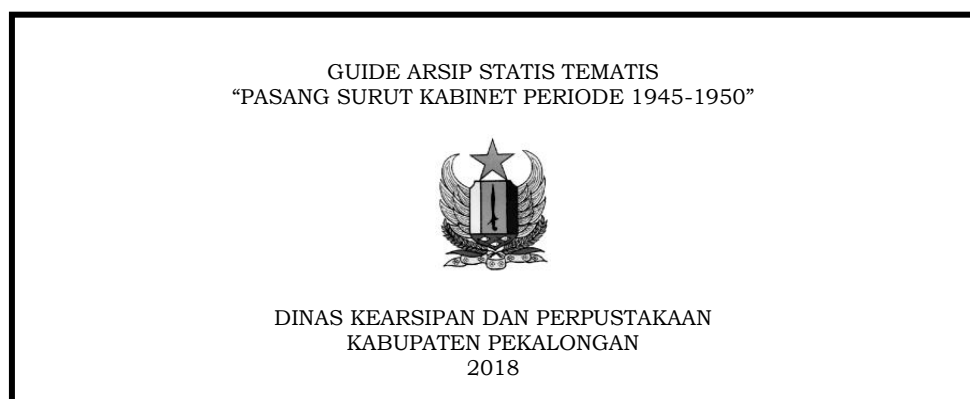 GUIDE ARSIP STATIS TEMATIS
“PASANG SURUT KABINET PERIODE 1945-1950”
DINAS KEARSIPAN DAN PERPUSTAKAAN
KABUPATEN PEKALONGAN
2018